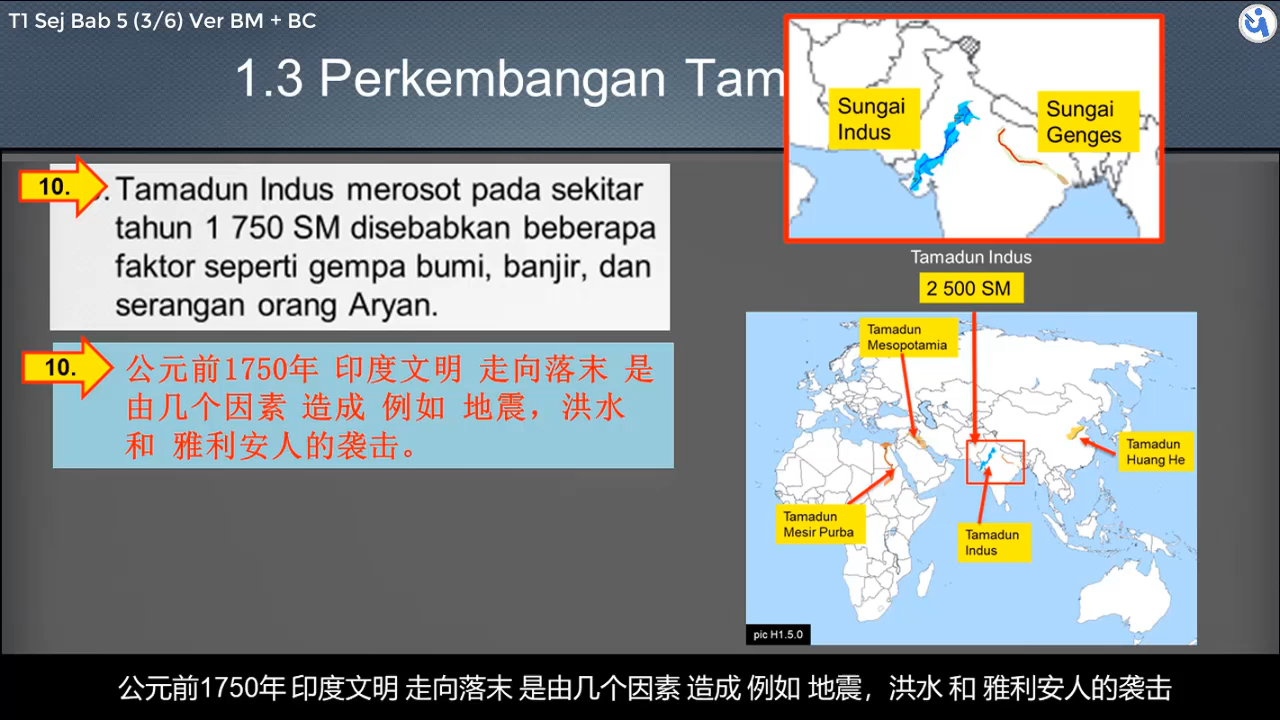 T1 Sej Bab 5 (3/6) Ver BM + BC
1.3 Perkembangan Tam
Sungai
Indus
Sungai
Genges
10.
Tamadun Indus merosot pada sekitar
tahun 1 750 SM disebabkan beberapa
faktor seperti gempa bumi, banjir, dan
serangan orang Aryan.
Tamadun Indus
2 500 SM
10.
公元前1750年 印度文明 走向落末 是
由几个因素 造成 例如 地震，洪水
和 雅利安人的袭击。
Tamadun
Mesopotamia
Tamadun
Huang He
Tamadun
Mesir Purba
Tamadun
Indus
pic H1.5.0
公元前1750年 印度文明 走向落末 是由几个因素 造成 例如 地震，洪水 和 雅利安人的袭击